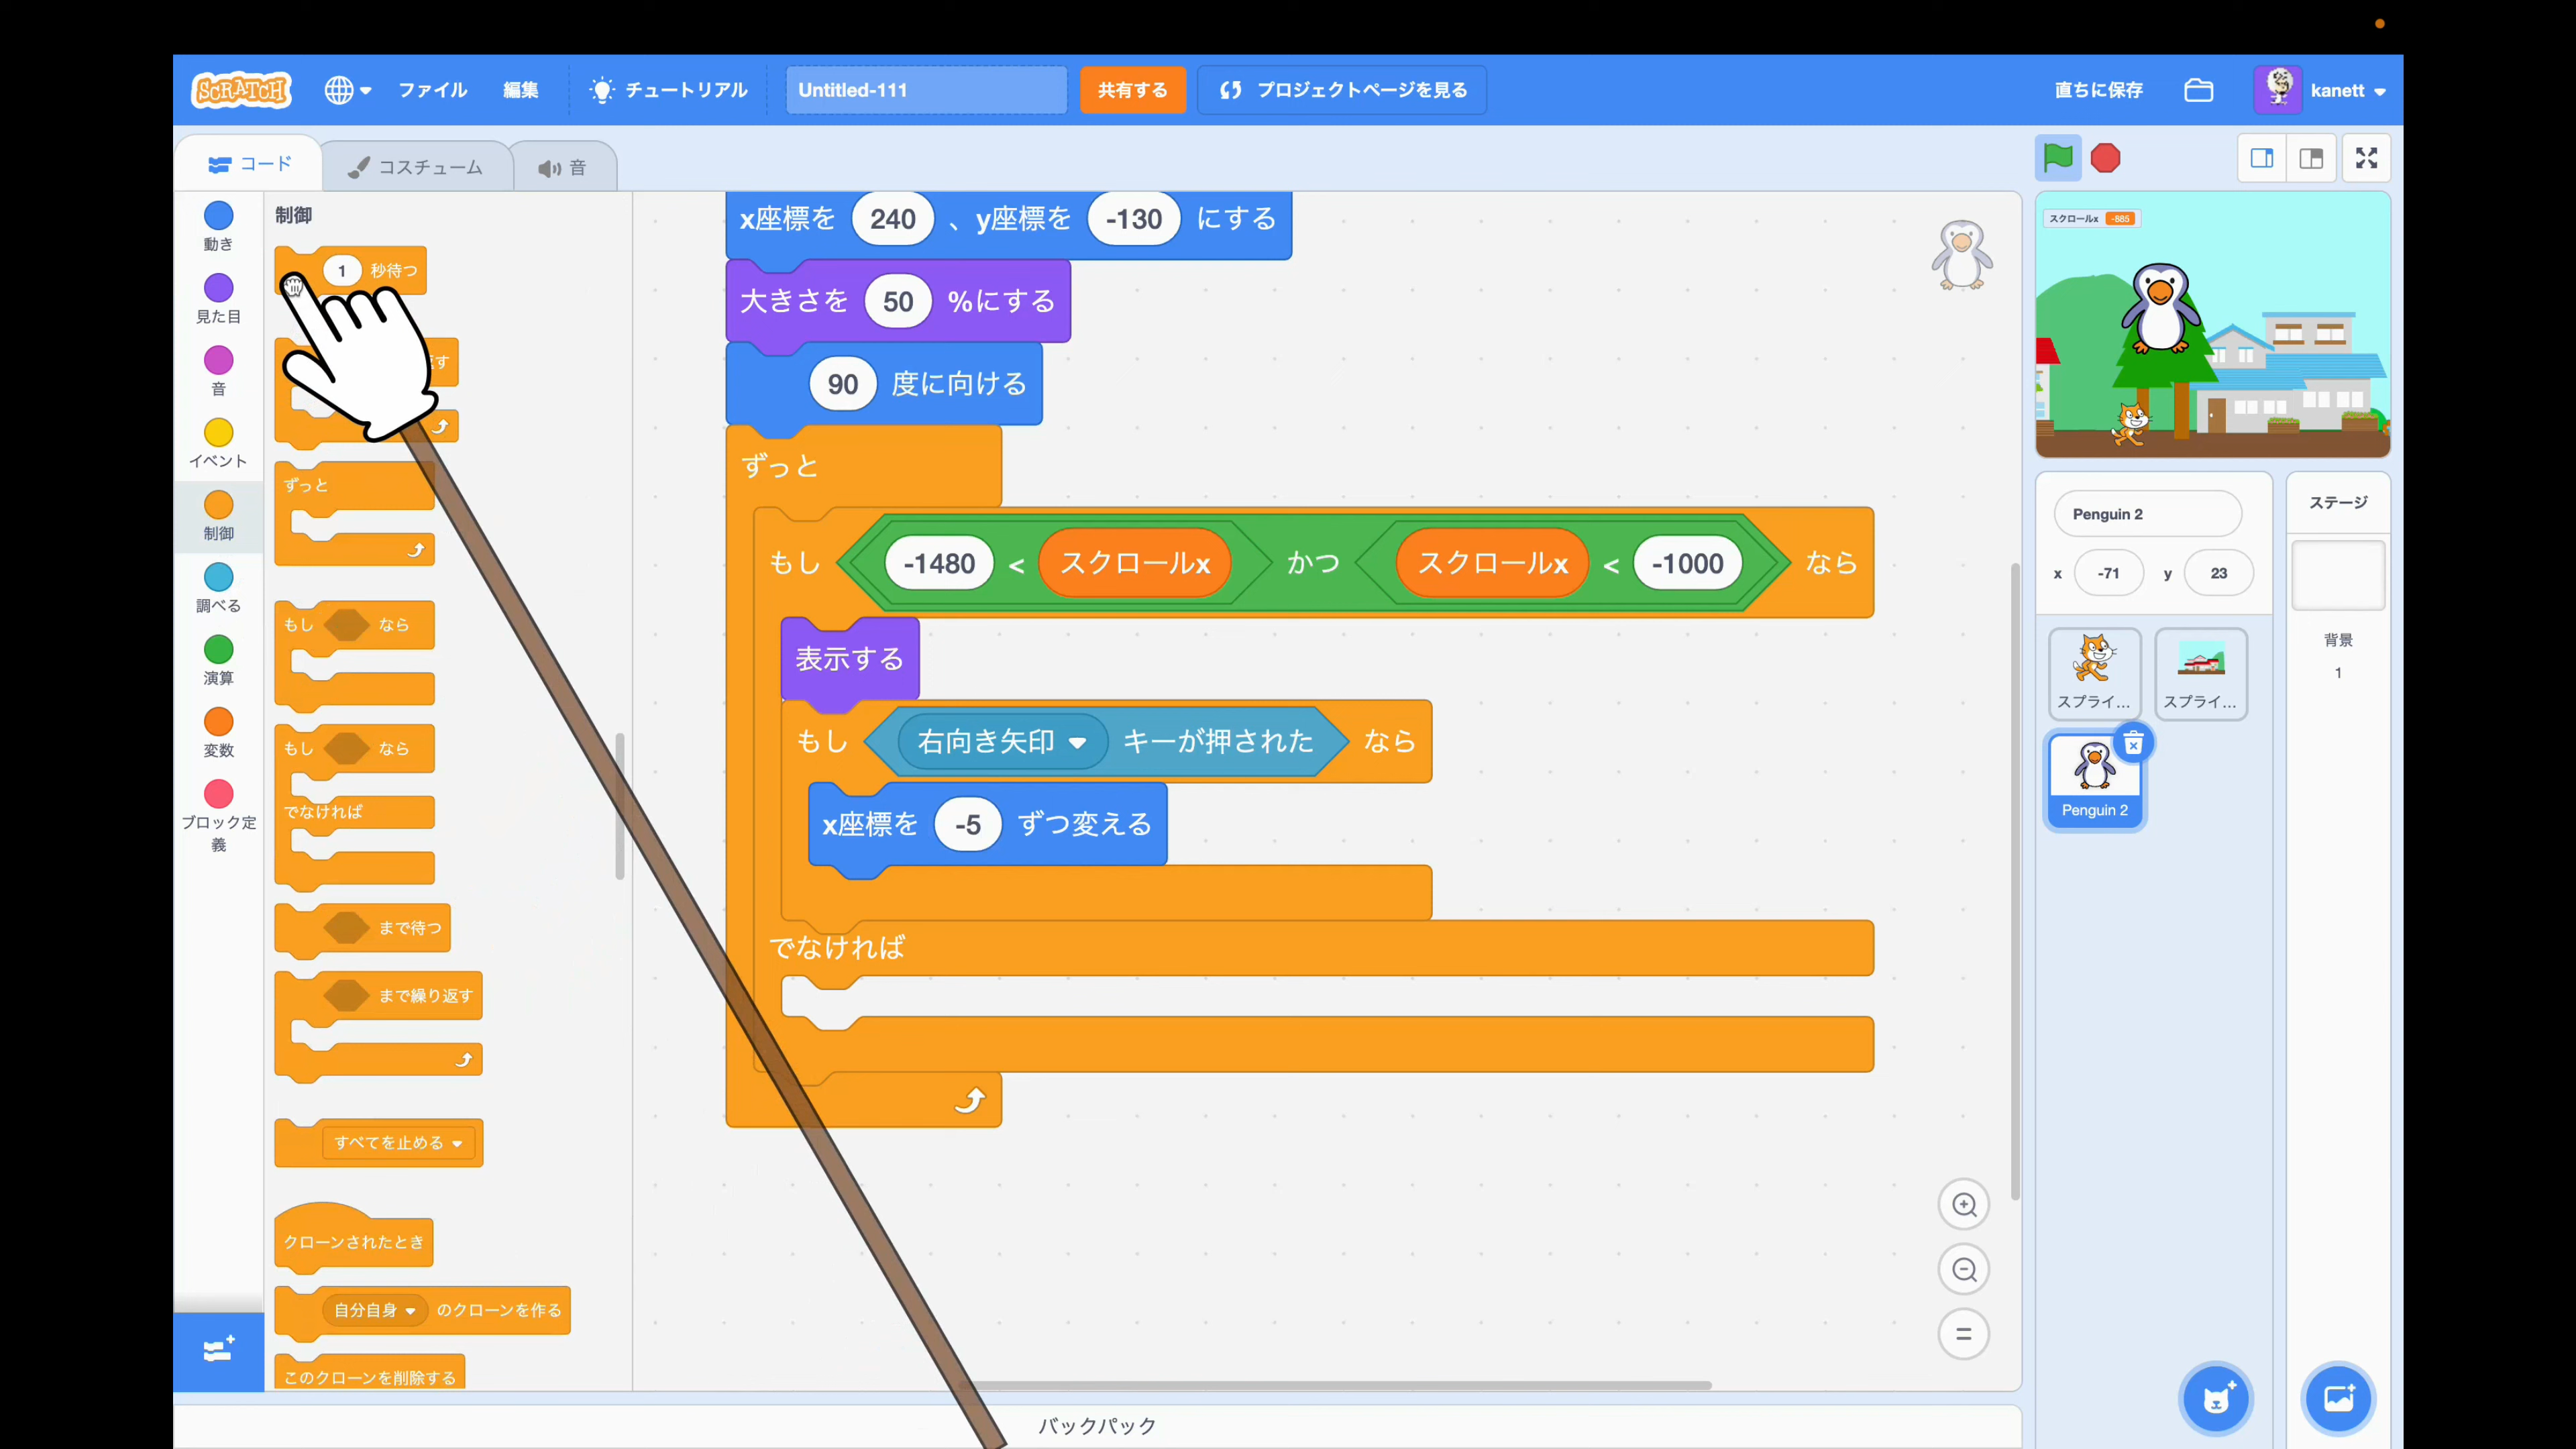 SCRATCH
ファイル
編集
チュートリアル
Untitled-111
共有する
プロジェクトページを見る
直ちに保存
kanett
コード
コスチューム
音
動き
見た目
音
イベント
制御
調べる
演算
変数
ブロック定
義
制御
1 秒待つ
す
ずっと
もし なら
もし なら
でなければ
まで待つ
まで繰り返す
すべてを止める
クローンされたとき
自分自身 のクローンを作る
このクローンを削除する
x座標を 240 、y座標を -130 にする
大きさを 50 %にする
90 度に向ける
ずっと
もし -1480 < スクロールx かつ スクロールx < -1000 なら
表示する
もし 右向き矢印 キーが押された なら
x座標を -5 ずつ変える
でなければ
バックパック
スクロールx -885
Penguin 2
x -71 y 23
スプライ...
スプライ...
Penguin 2
ステージ
背景
1